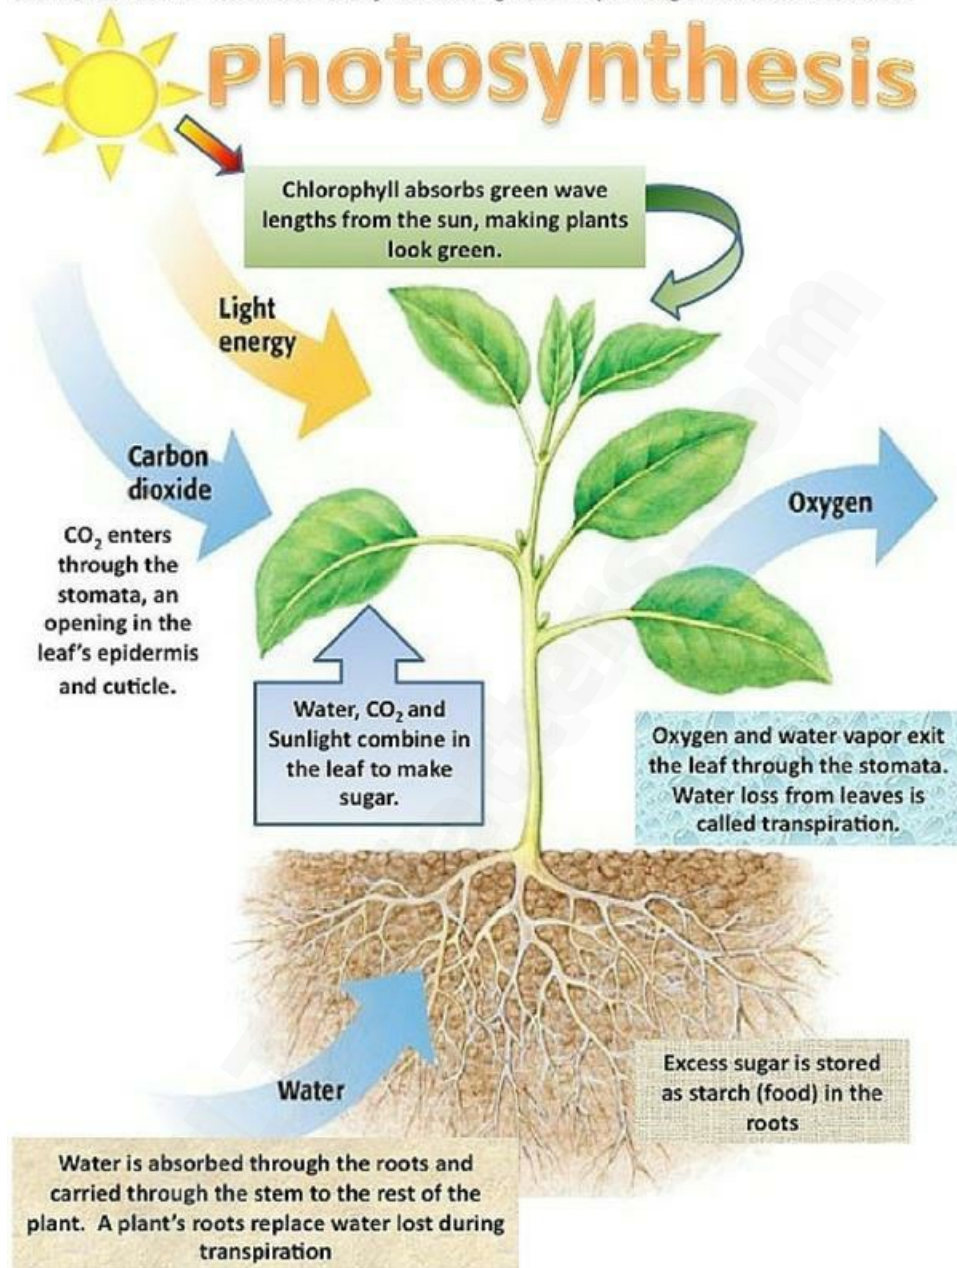 Photosynthesis
Chlorophyll absorbs green wave
lengths from the sun, making plants
look green.
Light
energy
Carbon
dioxide
CO₂ enters
through the
stomata, an
opening in the
leaf's epidermis
and cuticle.
Oxygen
Water, CO₂ and
Sunlight combine in
the leaf to make
sugar.
Oxygen and water vapor exit
the leaf through the stomata.
Water loss from leaves is
called transpiration.
Water
Excess sugar is stored
as starch (food) in the
roots
Water is absorbed through the roots and
carried through the stem to the rest of the
plant.  A plant's roots replace water lost during
transpiration